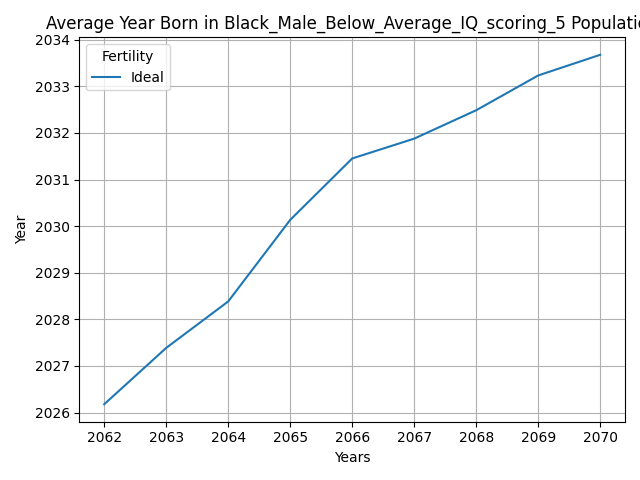 Average Year Born in Black_Male_Below_Average_IQ_scoring_5 Populatio
Fertility
Ideal
2034
2033
2032
2031
2030
2029
2028
2027
2026
Year
2062 2063 2064 2065 2066 2067 2068 2069 2070
Years